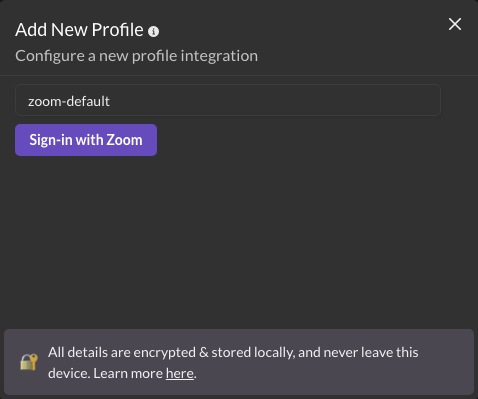 Add New Profile
Configure a new profile integration
zoom-default
Sign-in with Zoom
All details are encrypted & stored locally, and never leave this
device. Learn more here.